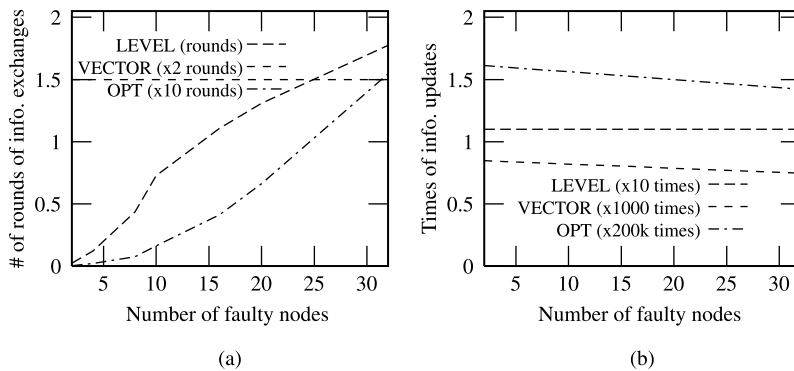 # of rounds of info. exchanges
2
1.5
1
0.5
0
LEVEL (rounds)
VECTOR (x2 rounds)
OPT (x10 rounds)
5 10 15 20 25 30
Number of faulty nodes
(a)
Times of info. updates
2
1.5
1
0.5
0
LEVEL (x10 times)
VECTOR (x1000 times)
OPT (x200k times)
5 10 15 20 25 30
Number of faulty nodes
(b)